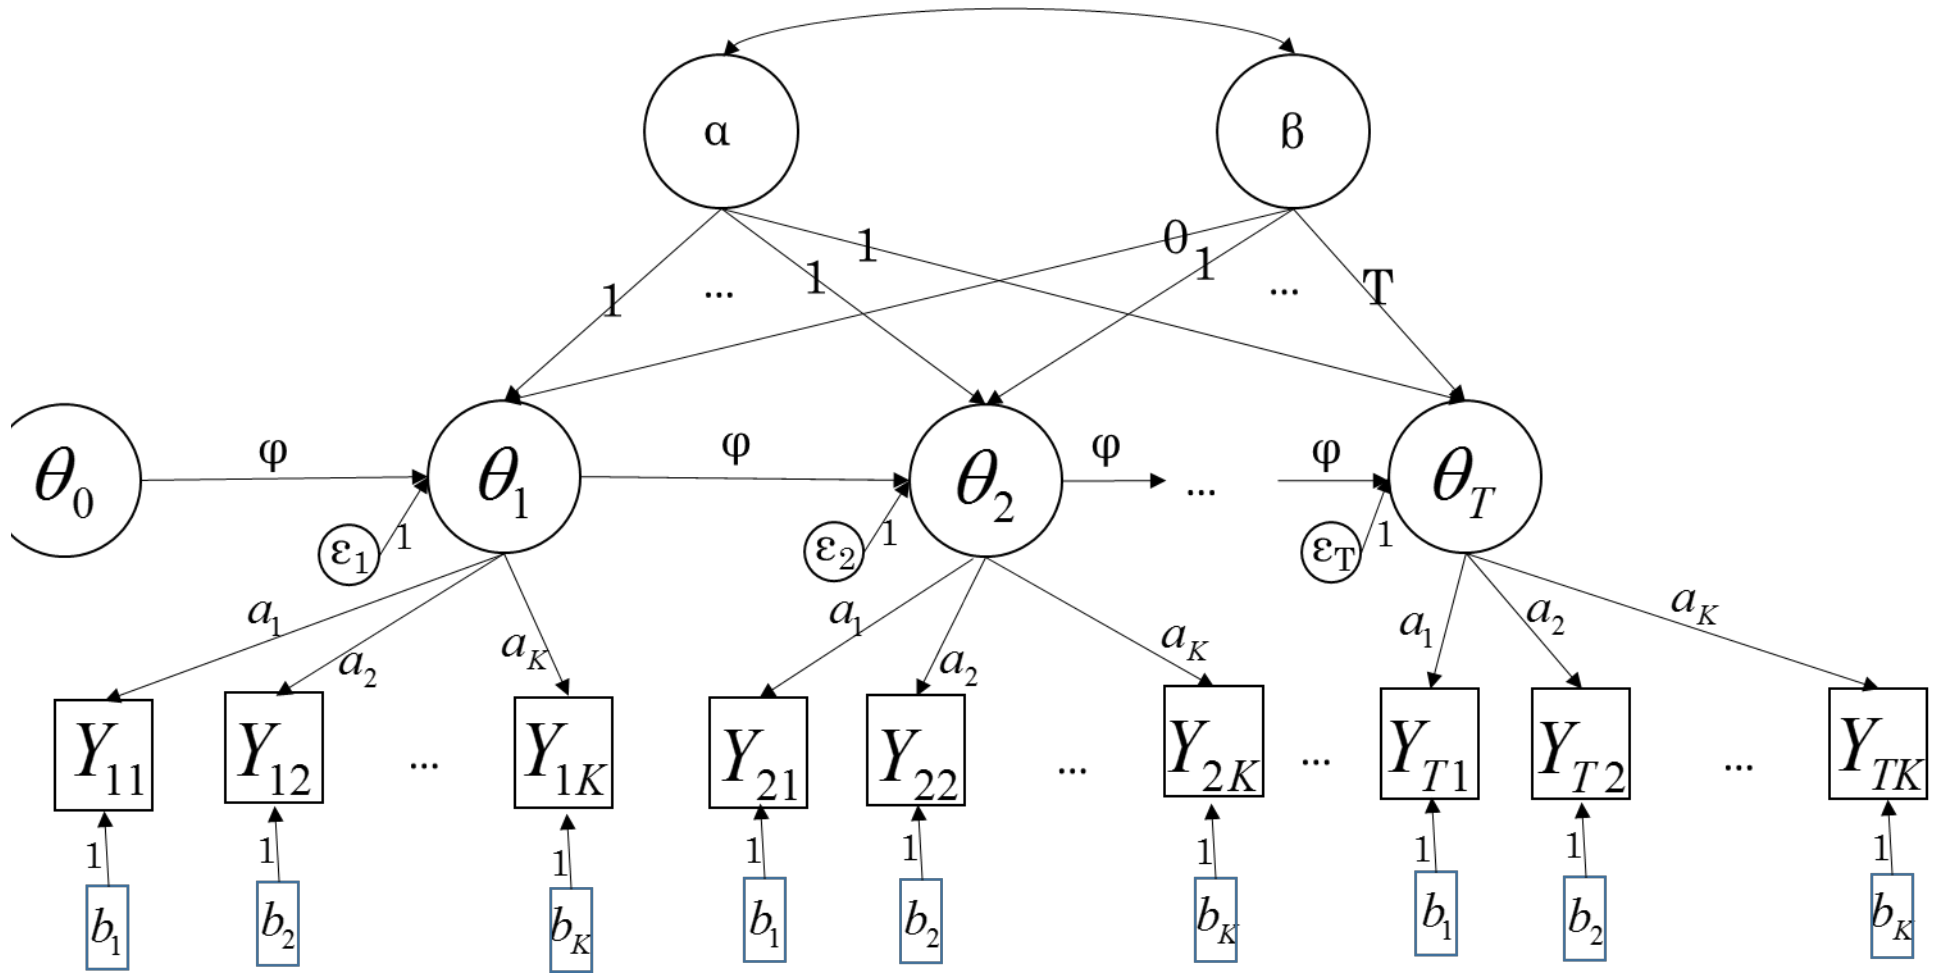 α β
1 ... 1 1 0 1 ... T
θ0 φ θ1 φ θ2 φ ... φ θT
ε1 1 ε2 1 εT 1
a1 a2 aK a1 a2 aK a1 a2 aK
Y11 Y12 ... Y1K Y21 Y22 ... Y2K ... YT1 YT2 ... YTK
1 1 1 1 1 1 1 1 1
b1 b2 bK b1 b2 bK b1 b2 bK